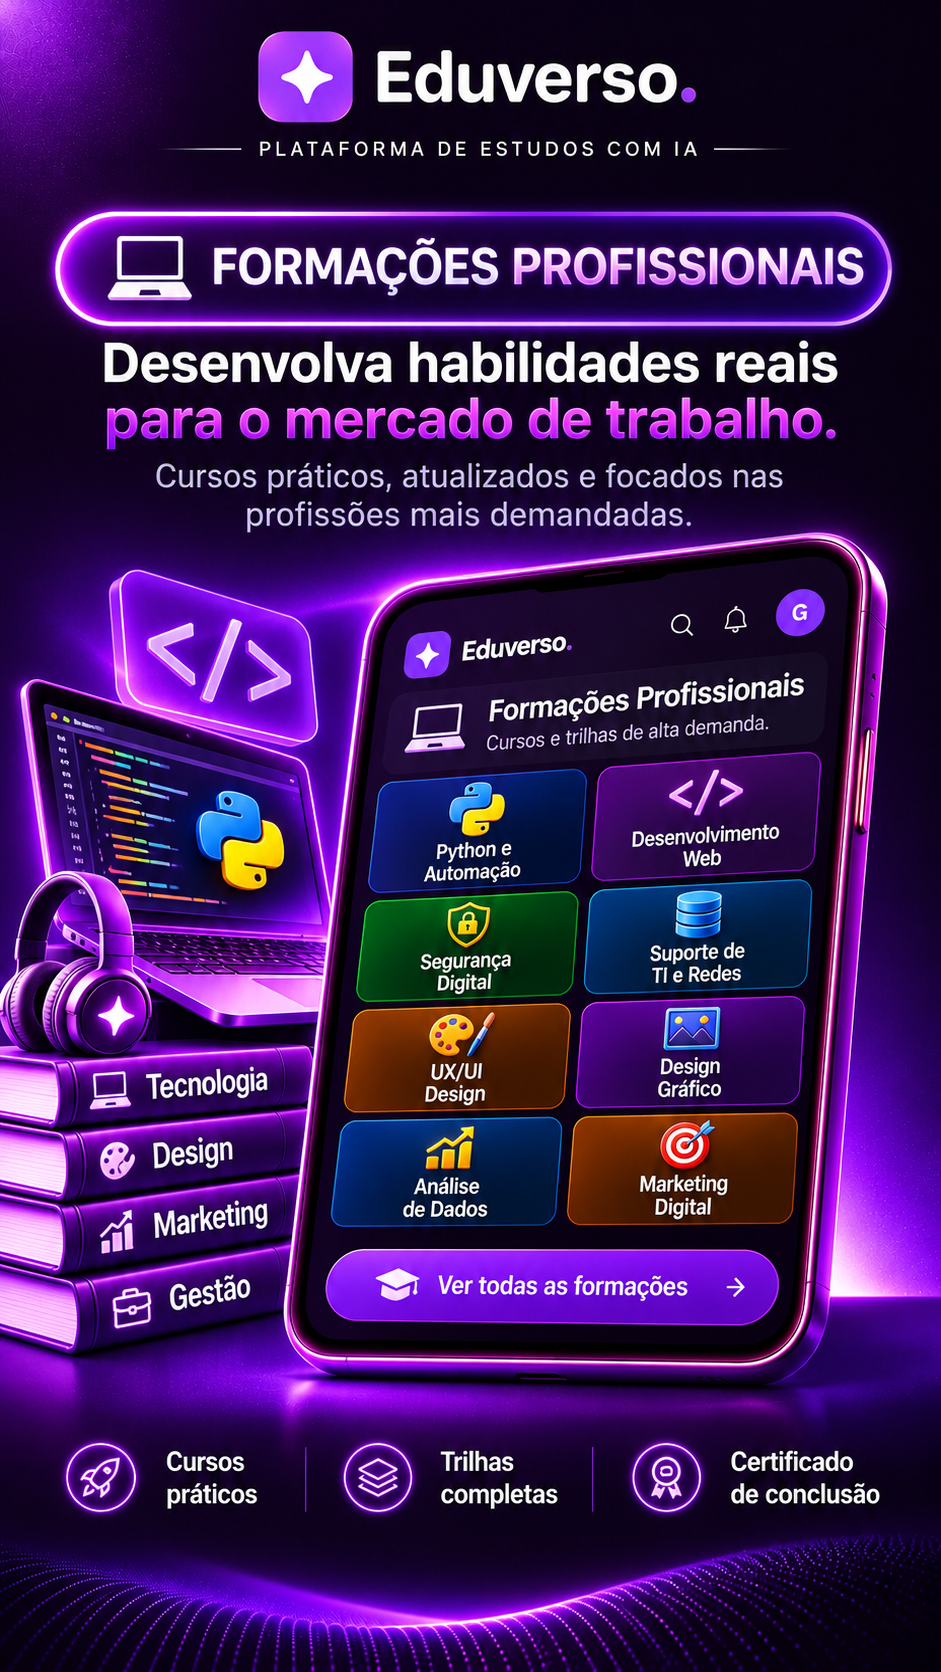 Eduverso.
PLATAFORMA DE ESTUDOS COM IA
FORMAÇÕES PROFISSIONAIS
Desenvolva habilidades reais
para o mercado de trabalho.
Cursos práticos, atualizados e focados nas
profissões mais demandadas.
</>
Eduverso.
G
Formações Profissionais
Cursos e trilhas de alta demanda.
Python e
Automação
</>
Desenvolvimento
Web
Segurança
Digital
Suporte de
TI e Redes
UX/UI
Design
Design
Gráfico
Análise
de Dados
Marketing
Digital
Ver todas as formações
Tecnologia
Design
Marketing
Gestão
Cursos
práticos
Trilhas
completas
Certificado
de conclusão